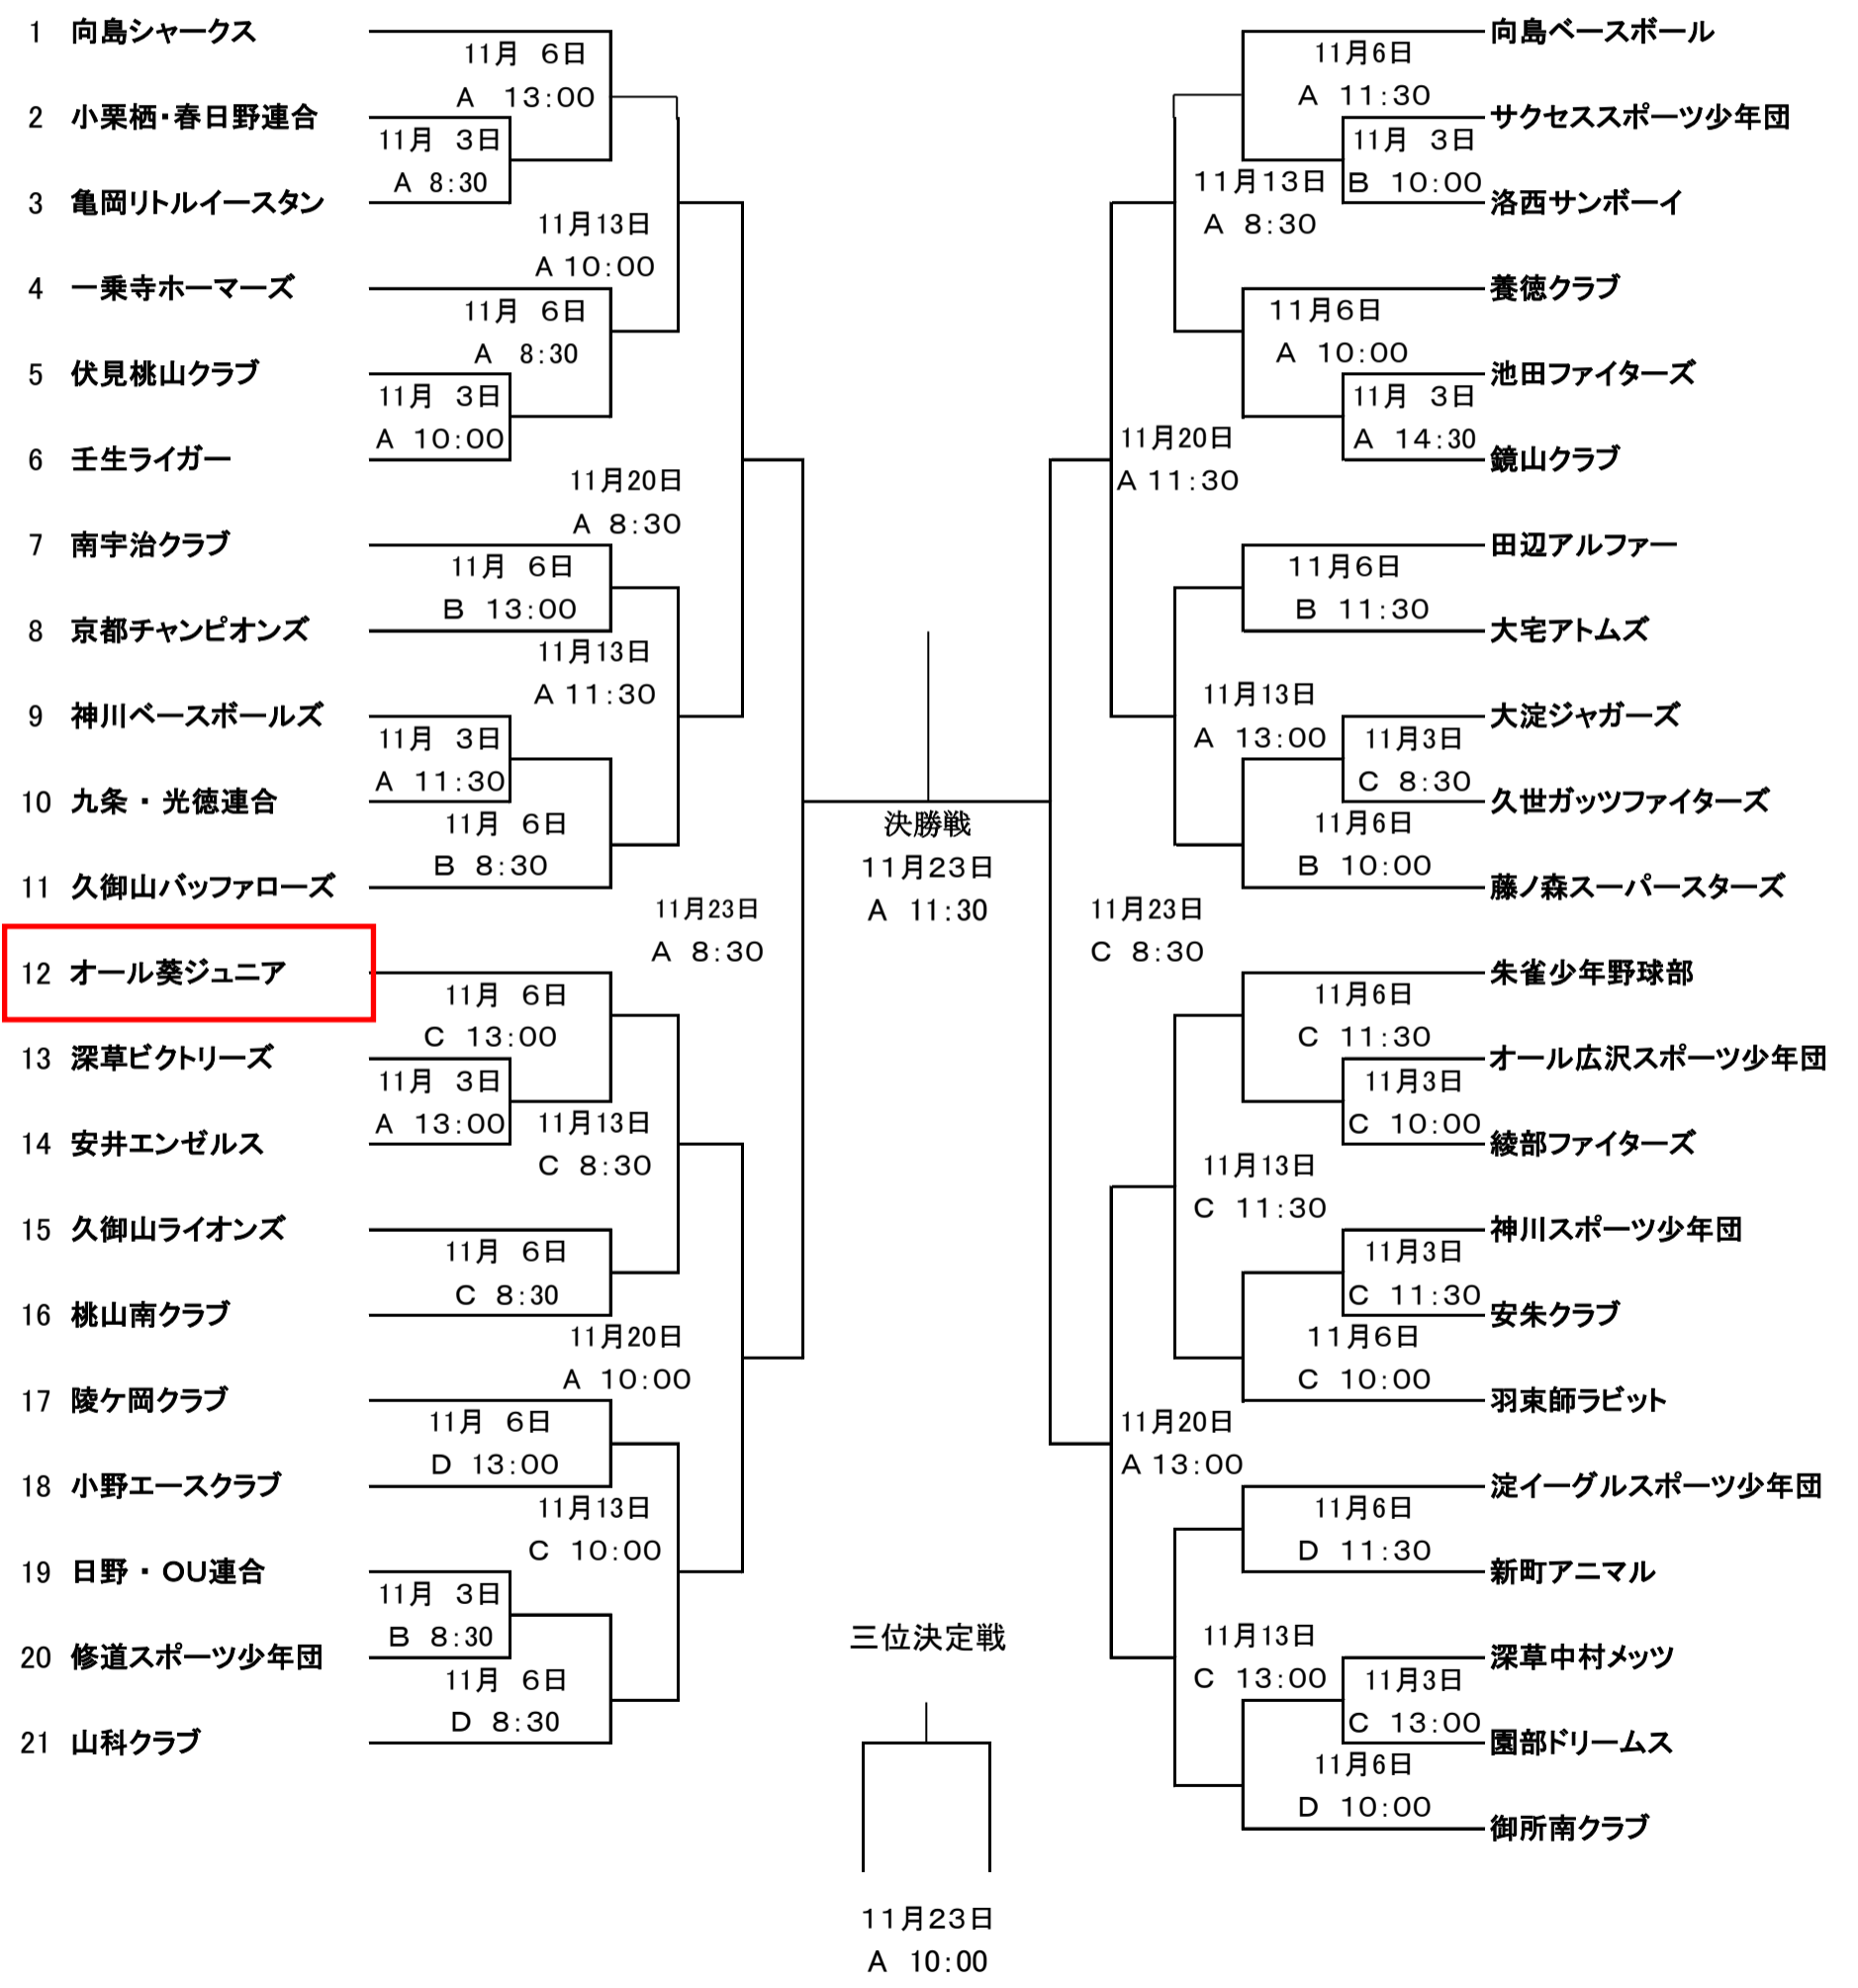 1 向島シャークス
11月 6日
A 13:00
2 小栗栖・春日野連合
11月 3日
A 8:30
3 亀岡リトルイースタン
11月13日
A 10:00
4 一乗寺ホーマーズ
11月 6日
A 8:30
5 伏見桃山クラブ
11月 3日
A 10:00
6 壬生ライガー
11月20日
A 8:30
7 南宇治クラブ
11月 6日
B 13:00
8 京都チャンピオンズ
11月13日
A 11:30
9 神川ベースボールズ
11月 3日
A 11:30
10 九条 ・ 光徳連合
11月 6日
B 8:30
11 久御山バッファローズ
11月23日
A 8:30
12 オール葵ジュニア
11月 6日
C 13:00
13 深草ビクトリーズ
11月 3日
A 13:00
11月13日
C 8:30
14 安井エンゼルス
15 久御山ライオンズ
11月 6日
C 8:30
16 桃山南クラブ
11月20日
A 10:00
17 陵ケ岡クラブ
11月 6日
D 13:00
18 小野エースクラブ
11月13日
C 10:00
19 日野 ・ OU連合
11月 3日
B 8:30
20 修道スポーツ少年団
11月 6日
D 8:30
21 山科クラブ
決勝戦
11月23日
A 11:30
三位決定戦
11月23日
A 10:00
向島ベースボール
11月6日
A 11:30
サクセススポーツ少年団
11月 3日
B 10:00
11月13日
A 8:30
洛西サンボーイ
養徳クラブ
11月6日
A 10:00
池田ファイターズ
11月 3日
A 14:30
11月20日
A 11:30
鏡山クラブ
田辺アルファー
11月6日
B 11:30
大宅アトムズ
11月13日
A 13:00
大淀ジャガーズ
11月3日
C 8:30
久世ガッツファイターズ
11月6日
B 10:00
藤ノ森スーパースターズ
11月23日
C 8:30
朱雀少年野球部
11月6日
C 11:30
オール広沢スポーツ少年団
11月3日
C 10:00
綾部ファイターズ
11月13日
C 11:30
神川スポーツ少年団
11月3日
C 11:30
安朱クラブ
11月6日
C 10:00
羽束師ラビット
11月20日
A 13:00
淀イーグルスポーツ少年団
11月6日
D 11:30
新町アニマル
11月13日
C 13:00
深草中村メッツ
11月3日
C 13:00
園部ドリームス
11月6日
D 10:00
御所南クラブ